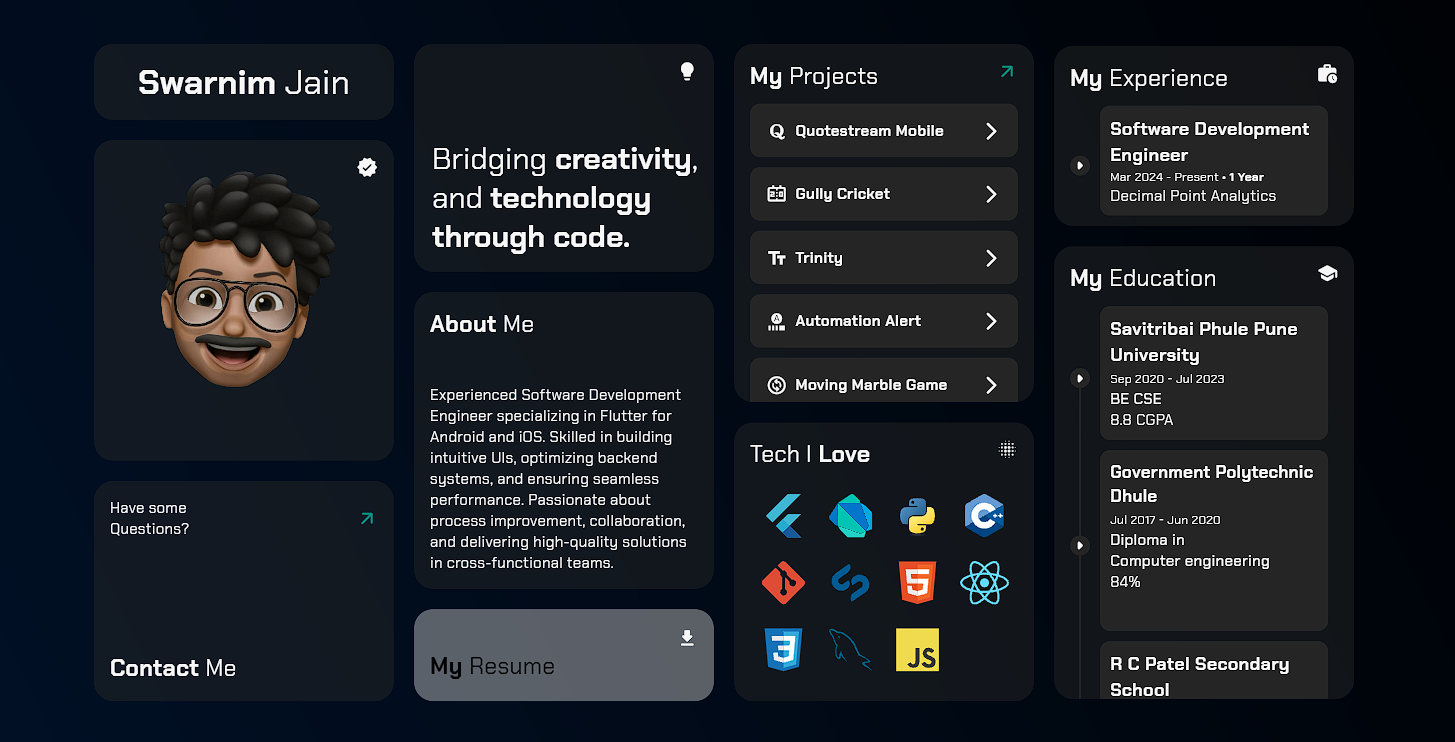 Swarnim Jain
Have some
Questions?
Contact Me
Bridging creativity,
and technology
through code.
About Me
Experienced Software Development
Engineer specializing in Flutter for
Android and iOS. Skilled in building
intuitive UIs, optimizing backend
systems, and ensuring seamless
performance. Passionate about
process improvement, collaboration,
and delivering high-quality solutions
in cross-functional teams.
My Resume
My Projects
Quotestream Mobile
Gully Cricket
Trinity
Automation Alert
Moving Marble Game
Tech I Love
C++
5
3
JS
My Experience
Software Development
Engineer
Mar 2024 - Present • 1 Year
Decimal Point Analytics
My Education
Savitribai Phule Pune
University
Sep 2020 - Jul 2023
BE CSE
8.8 CGPA
Government Polytechnic
Dhule
Jul 2017 - Jun 2020
Diploma in
Computer engineering
84%
R C Patel Secondary
School